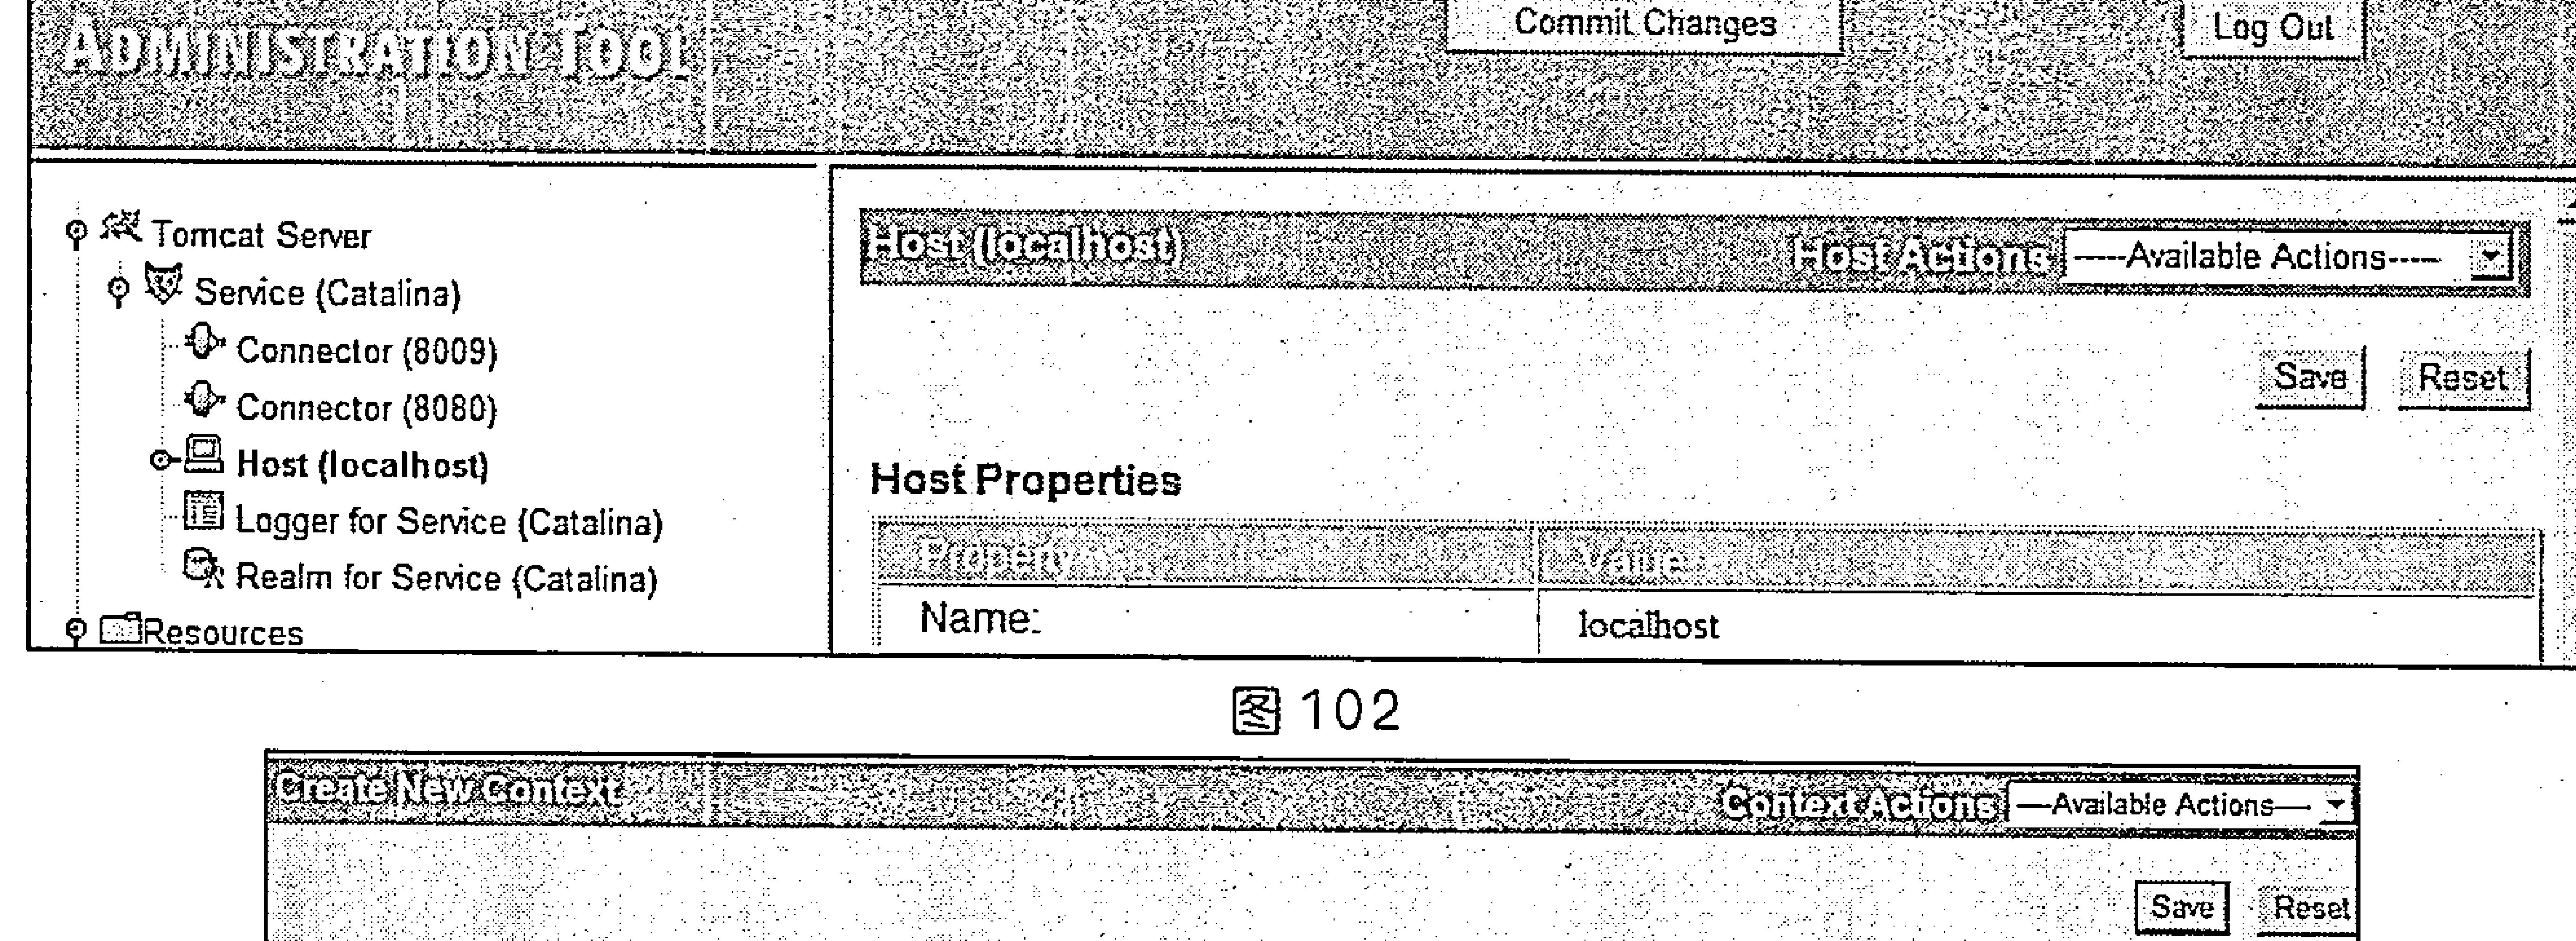 Commit Changes
Log Out
ADMINISTRATION TOOL
Tomcat Server
Service (Catalina)
Connector (8009)
Connector (8080)
Host (localhost)
Logger for Service (Catalina)
Realm for Service (Catalina)
Resources
Host (localhost)
Host Actions
-----Available Actions-----
Save
Reset
Host Properties
Property
Value
Name:
localhost
图 102
Create New Context
Context Actions
—Available Actions—
Save
Reset